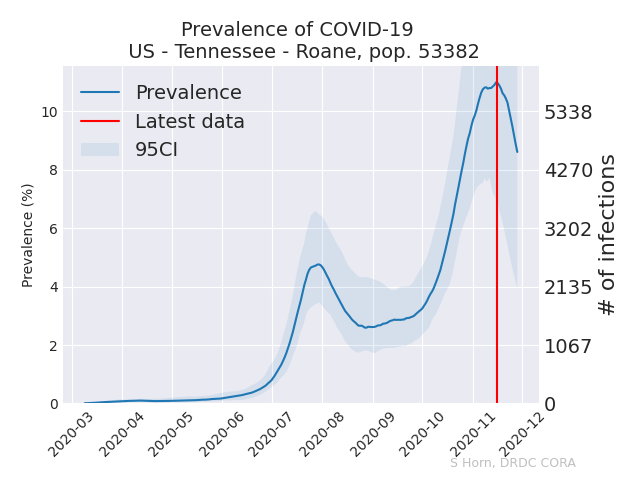 Prevalence of COVID-19
US - Tennessee - Roane, pop. 53382
Prevalence
Latest data
95CI
Prevalence (%)
10
8
6
4
2
0
5338
4270
3202
2135
1067
0
# of infections
2020-03
2020-04
2020-05
2020-06
2020-07
2020-08
2020-09
2020-10
2020-11
2020-12
S Horn, DRDC CORA